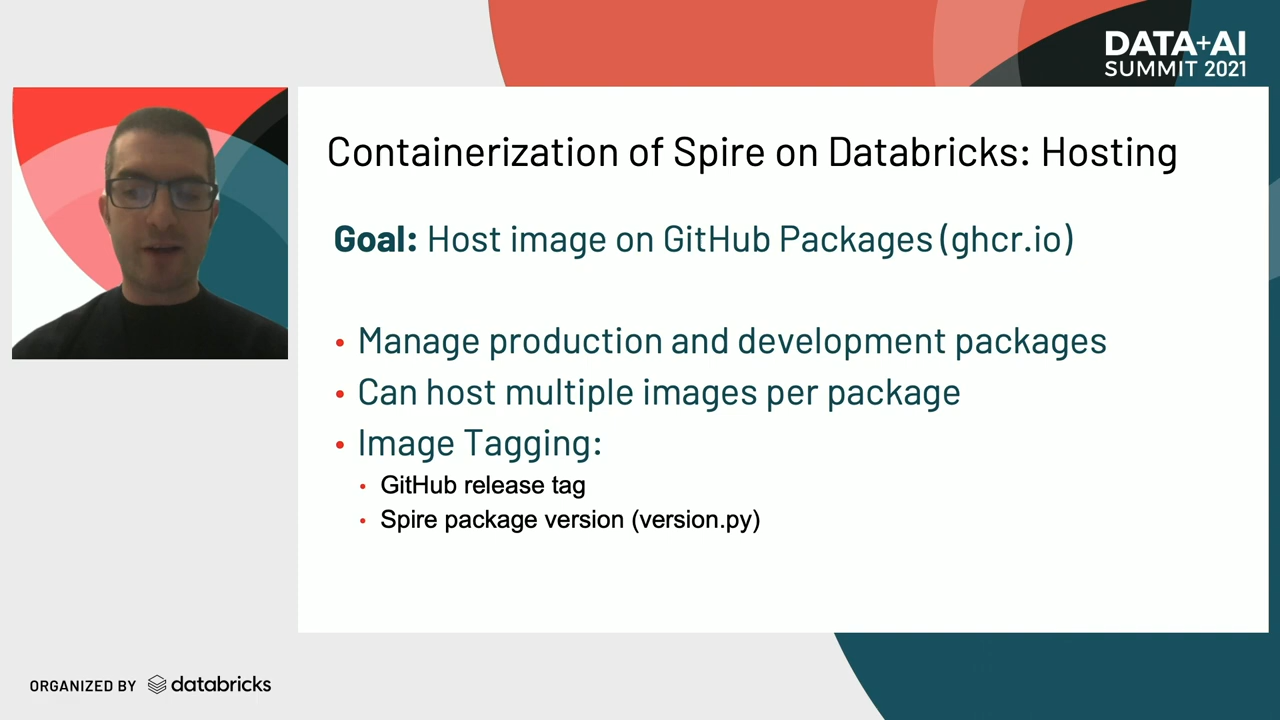 DATA+AI
SUMMIT 2021
Containerization of Spire on Databricks: Hosting
Goal: Host image on GitHub Packages (ghcr.io)
• Manage production and development packages
• Can host multiple images per package
• Image Tagging:
• GitHub release tag
• Spire package version (version.py)
ORGANIZED BY databricks